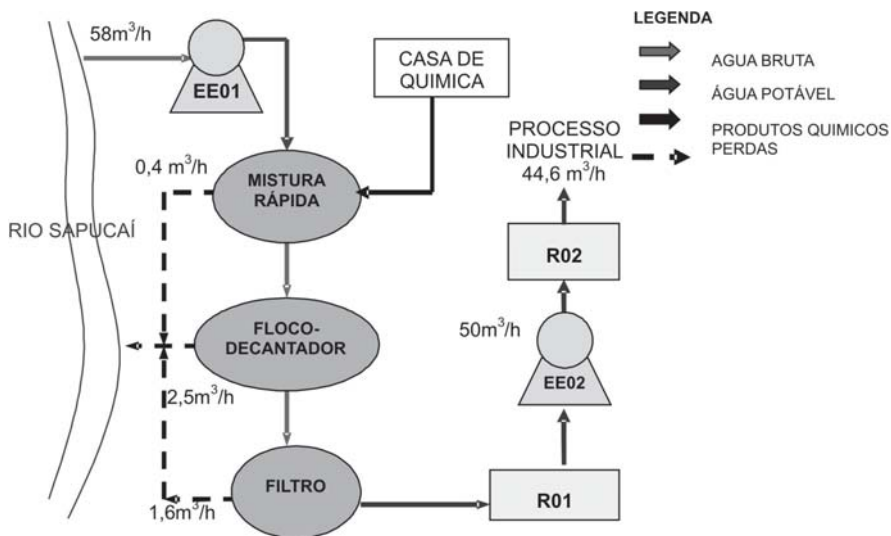 58m³/h
EE01
CASA DE
QUIMICA
LEGENDA
AGUA BRUTA
ÁGUA POTÁVEL
PRODUTOS QUIMICOS
PERDAS
PROCESSO
INDUSTRIAL
44,6 m³/h
0,4 m³/h
MISTURA
RÁPIDA
RIO SAPUCAÍ
R02
FLOCO-
DECANTADOR
50m³/h
EE02
2,5m³/h
FILTRO
1,6m³/h
R01